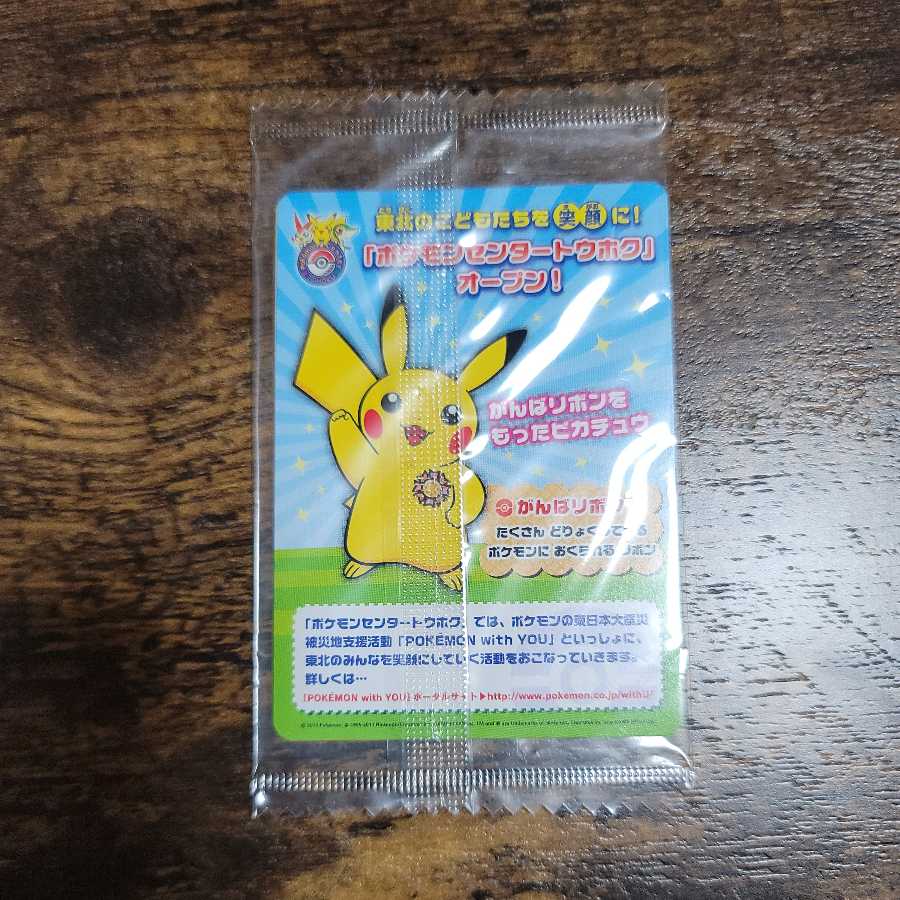 東北のこどもたちを笑顔に!
「ポケモンセンタートウホク」
オープン!
がんばリボンを
もったピカチュウ
がんばリボン
たくさん どりょくしている
ポケモンに おくられる リボン
「ポケモンセンタートウホク」では、ポケモンの東日本大震災
被災地支援活動「POKÉMON with YOU」といっしょに、
東北のみんなを笑顔にしていく活動をおこなっていきます。
詳しくは…
「POKÉMON with YOU」ポータルサイト▶http://www.pokemon.co.jp/withU/